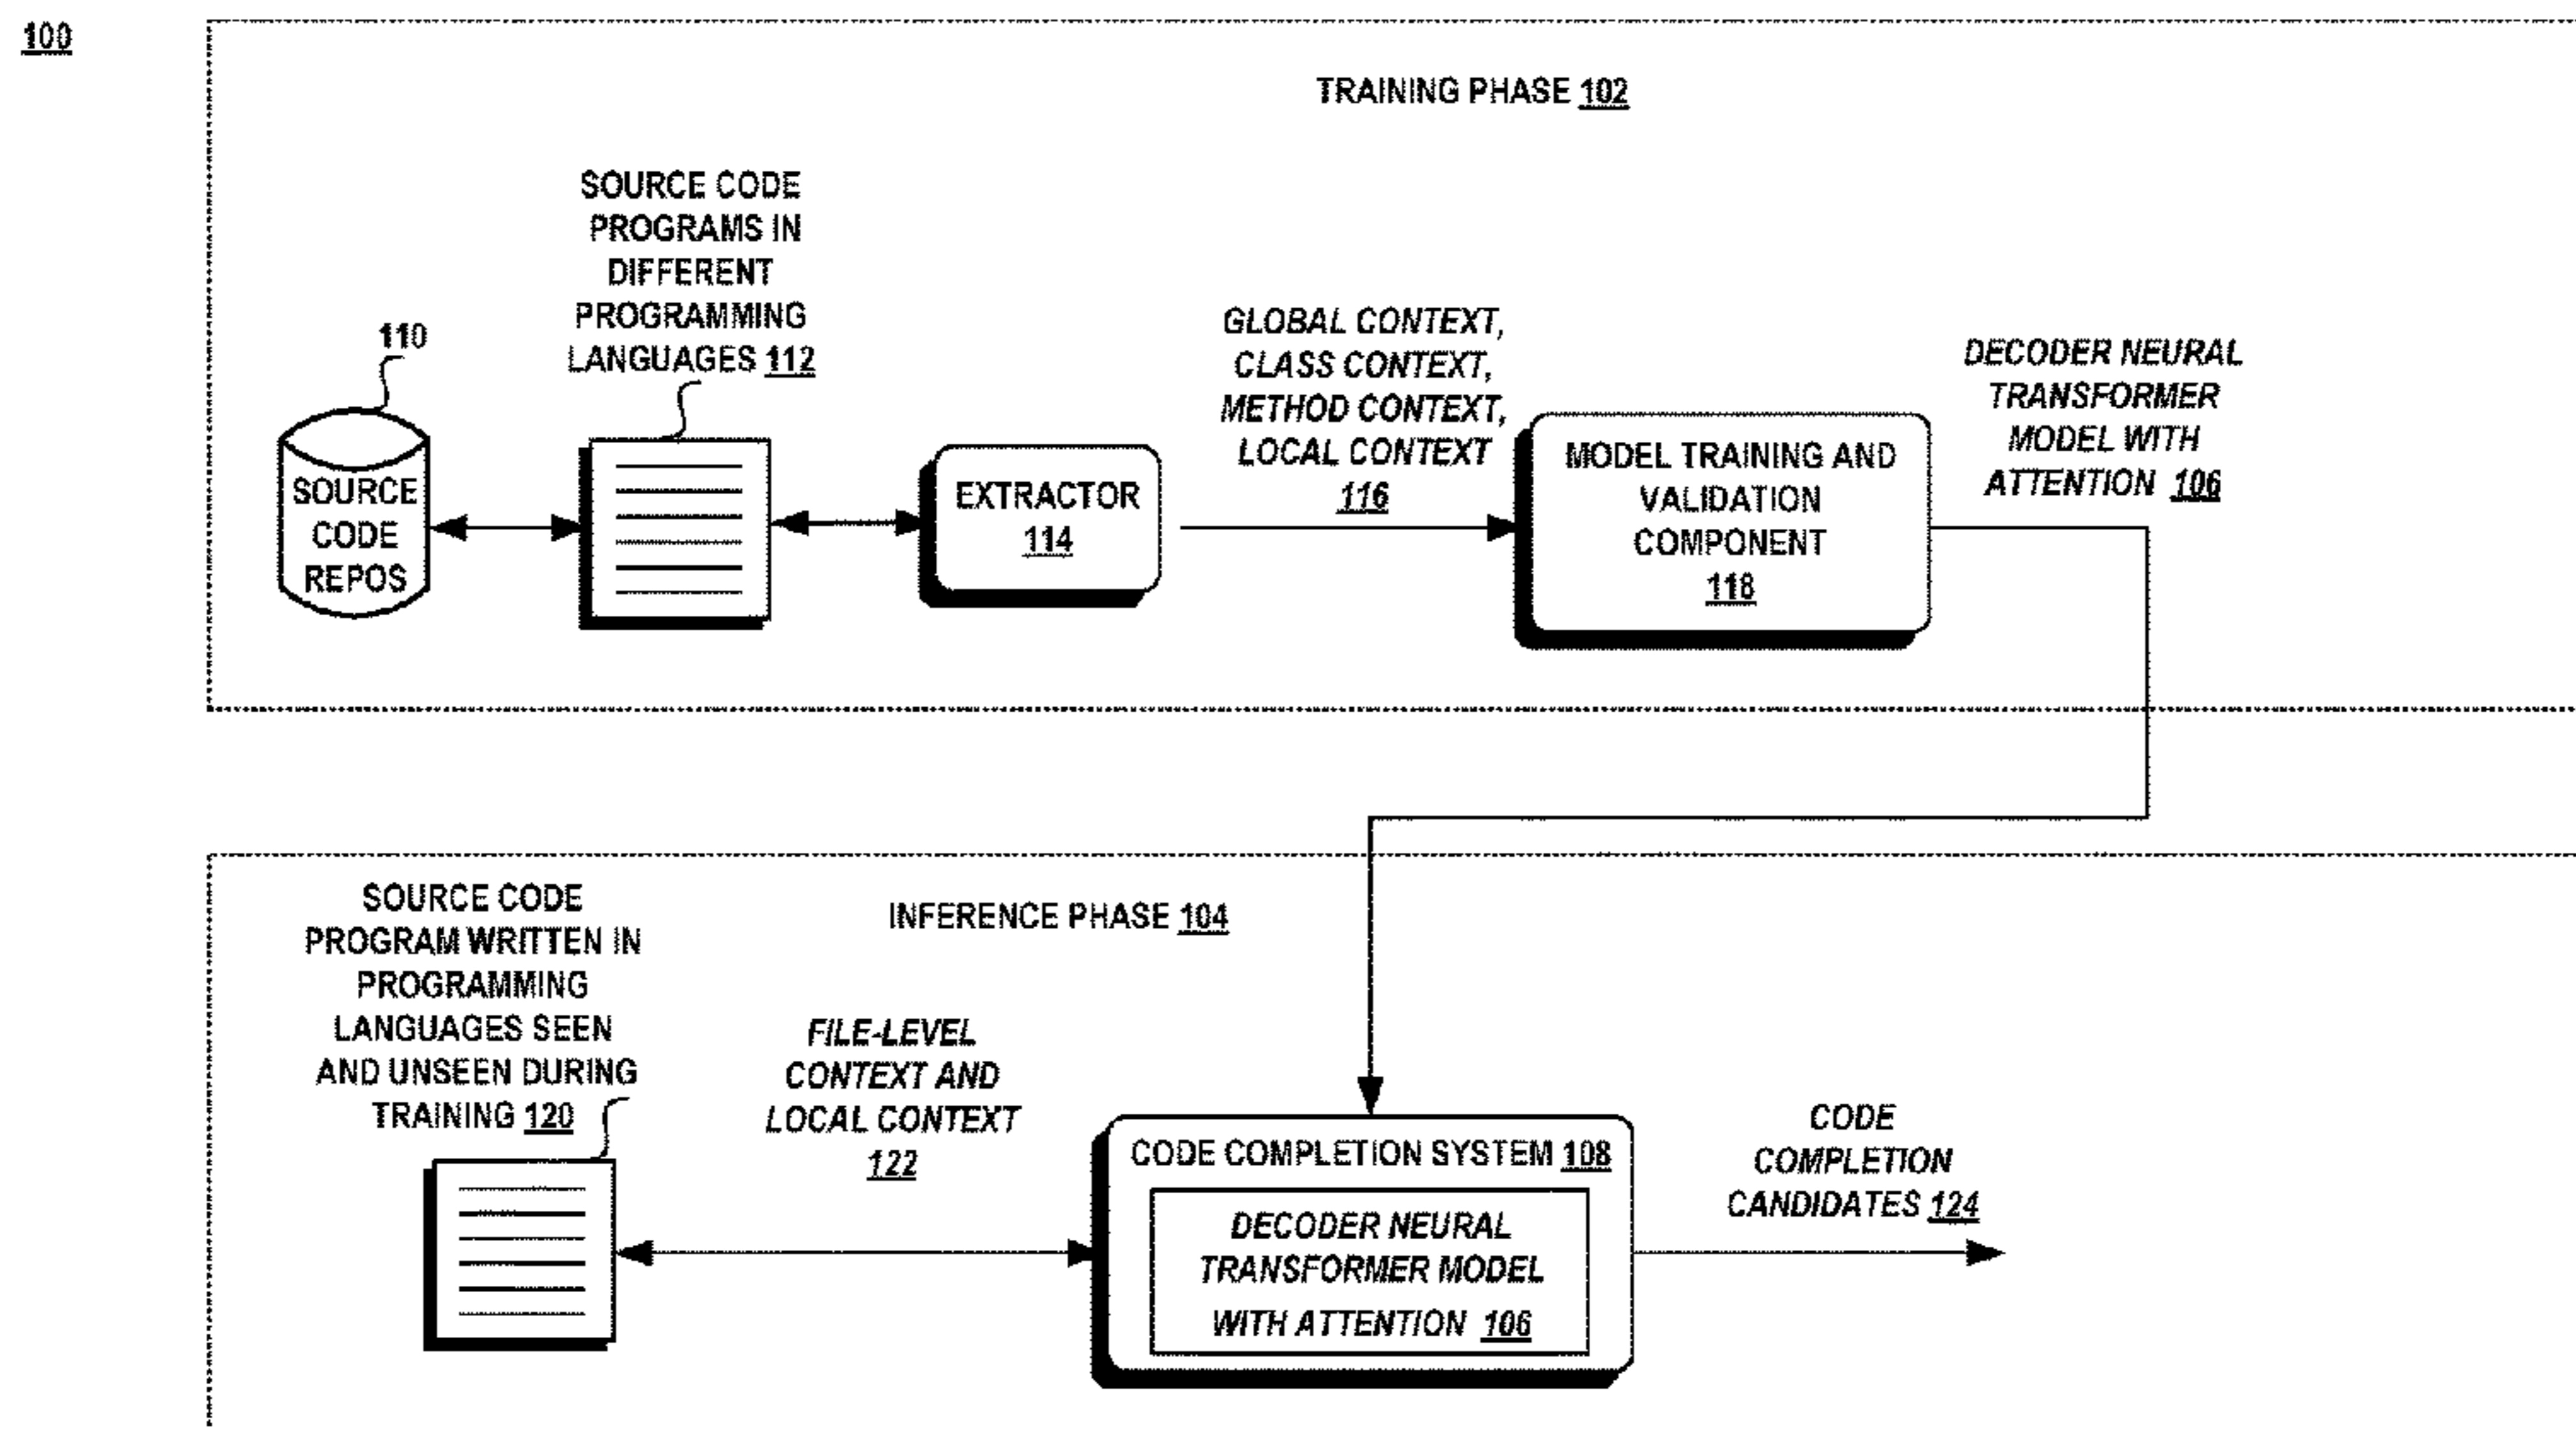 100
TRAINING PHASE 102
SOURCE CODE
PROGRAMS IN
DIFFERENT
PROGRAMMING
LANGUAGES 112
110
SOURCE
CODE
REPOS
EXTRACTOR
114
GLOBAL CONTEXT,
CLASS CONTEXT,
METHOD CONTEXT,
LOCAL CONTEXT
116
MODEL TRAINING AND
VALIDATION
COMPONENT
118
DECODER NEURAL
TRANSFORMER
MODEL WITH
ATTENTION 106
INFERENCE PHASE 104
SOURCE CODE
PROGRAM WRITTEN IN
PROGRAMMING
LANGUAGES SEEN
AND UNSEEN DURING
TRAINING 120
FILE-LEVEL
CONTEXT AND
LOCAL CONTEXT
122
CODE COMPLETION SYSTEM 108
DECODER NEURAL
TRANSFORMER MODEL
WITH ATTENTION 106
CODE
COMPLETION
CANDIDATES 124